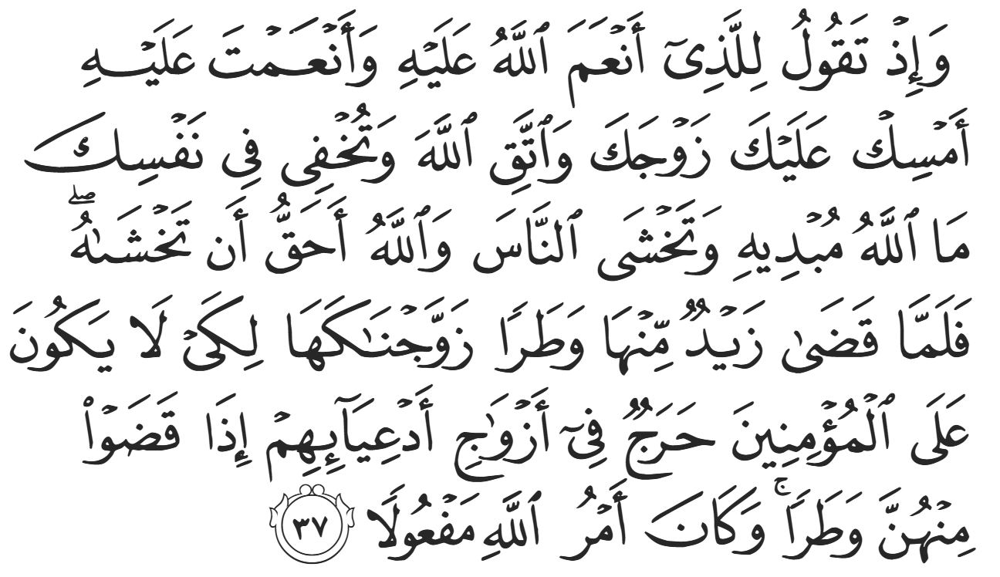 وَإِذۡ تَقُولُ لِلَّذِيٓ أَنۡعَمَ ٱللَّهُ عَلَيۡهِ وَأَنۡعَمۡتَ عَلَيۡهِ
أَمۡسِكۡ عَلَيۡكَ زَوۡجَكَ وَٱتَّقِ ٱللَّهَ وَتُخۡفِي فِي نَفۡسِكَ
مَا ٱللَّهُ مُبۡدِيهِ وَتَخۡشَى ٱلنَّاسَ وَٱللَّهُ أَحَقُّ أَن تَخۡشَىٰهُۖ
فَلَمَّا قَضَىٰ زَيۡدٞ مِّنۡهَا وَطَرٗا زَوَّجۡنَٰكَهَا لِكَيۡ لَا يَكُونَ
عَلَى ٱلۡمُؤۡمِنِينَ حَرَجٞ فِيٓ أَزۡوَٰجِ أَدۡعِيَآئِهِمۡ إِذَا قَضَوۡاْ
مِنۡهُنَّ وَطَرٗاۚ وَكَانَ أَمۡرُ ٱللَّهِ مَفۡعُولٗا ٣٧